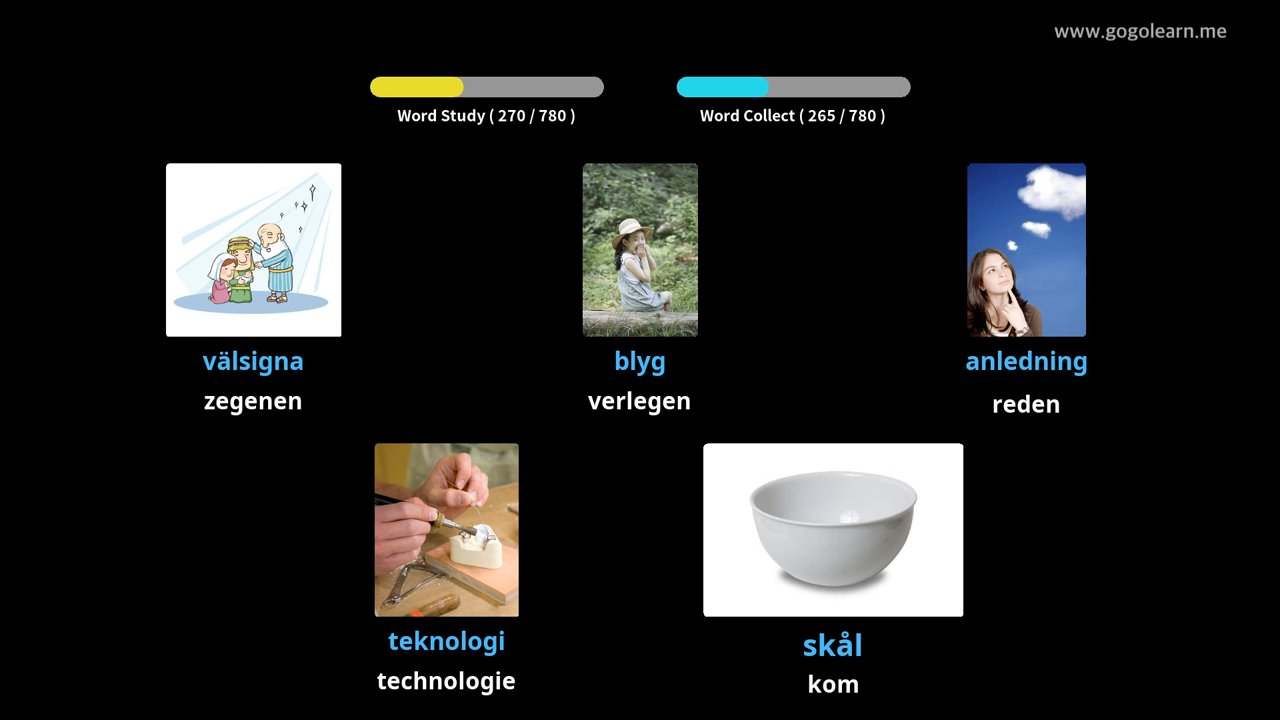 www.gogolearn.me
Word Study ( 270 / 780 )
Word Collect ( 265 / 780 )
välsigna
zegenen
blyg
verlegen
anledning
reden
teknologi
technologie
skål
kom